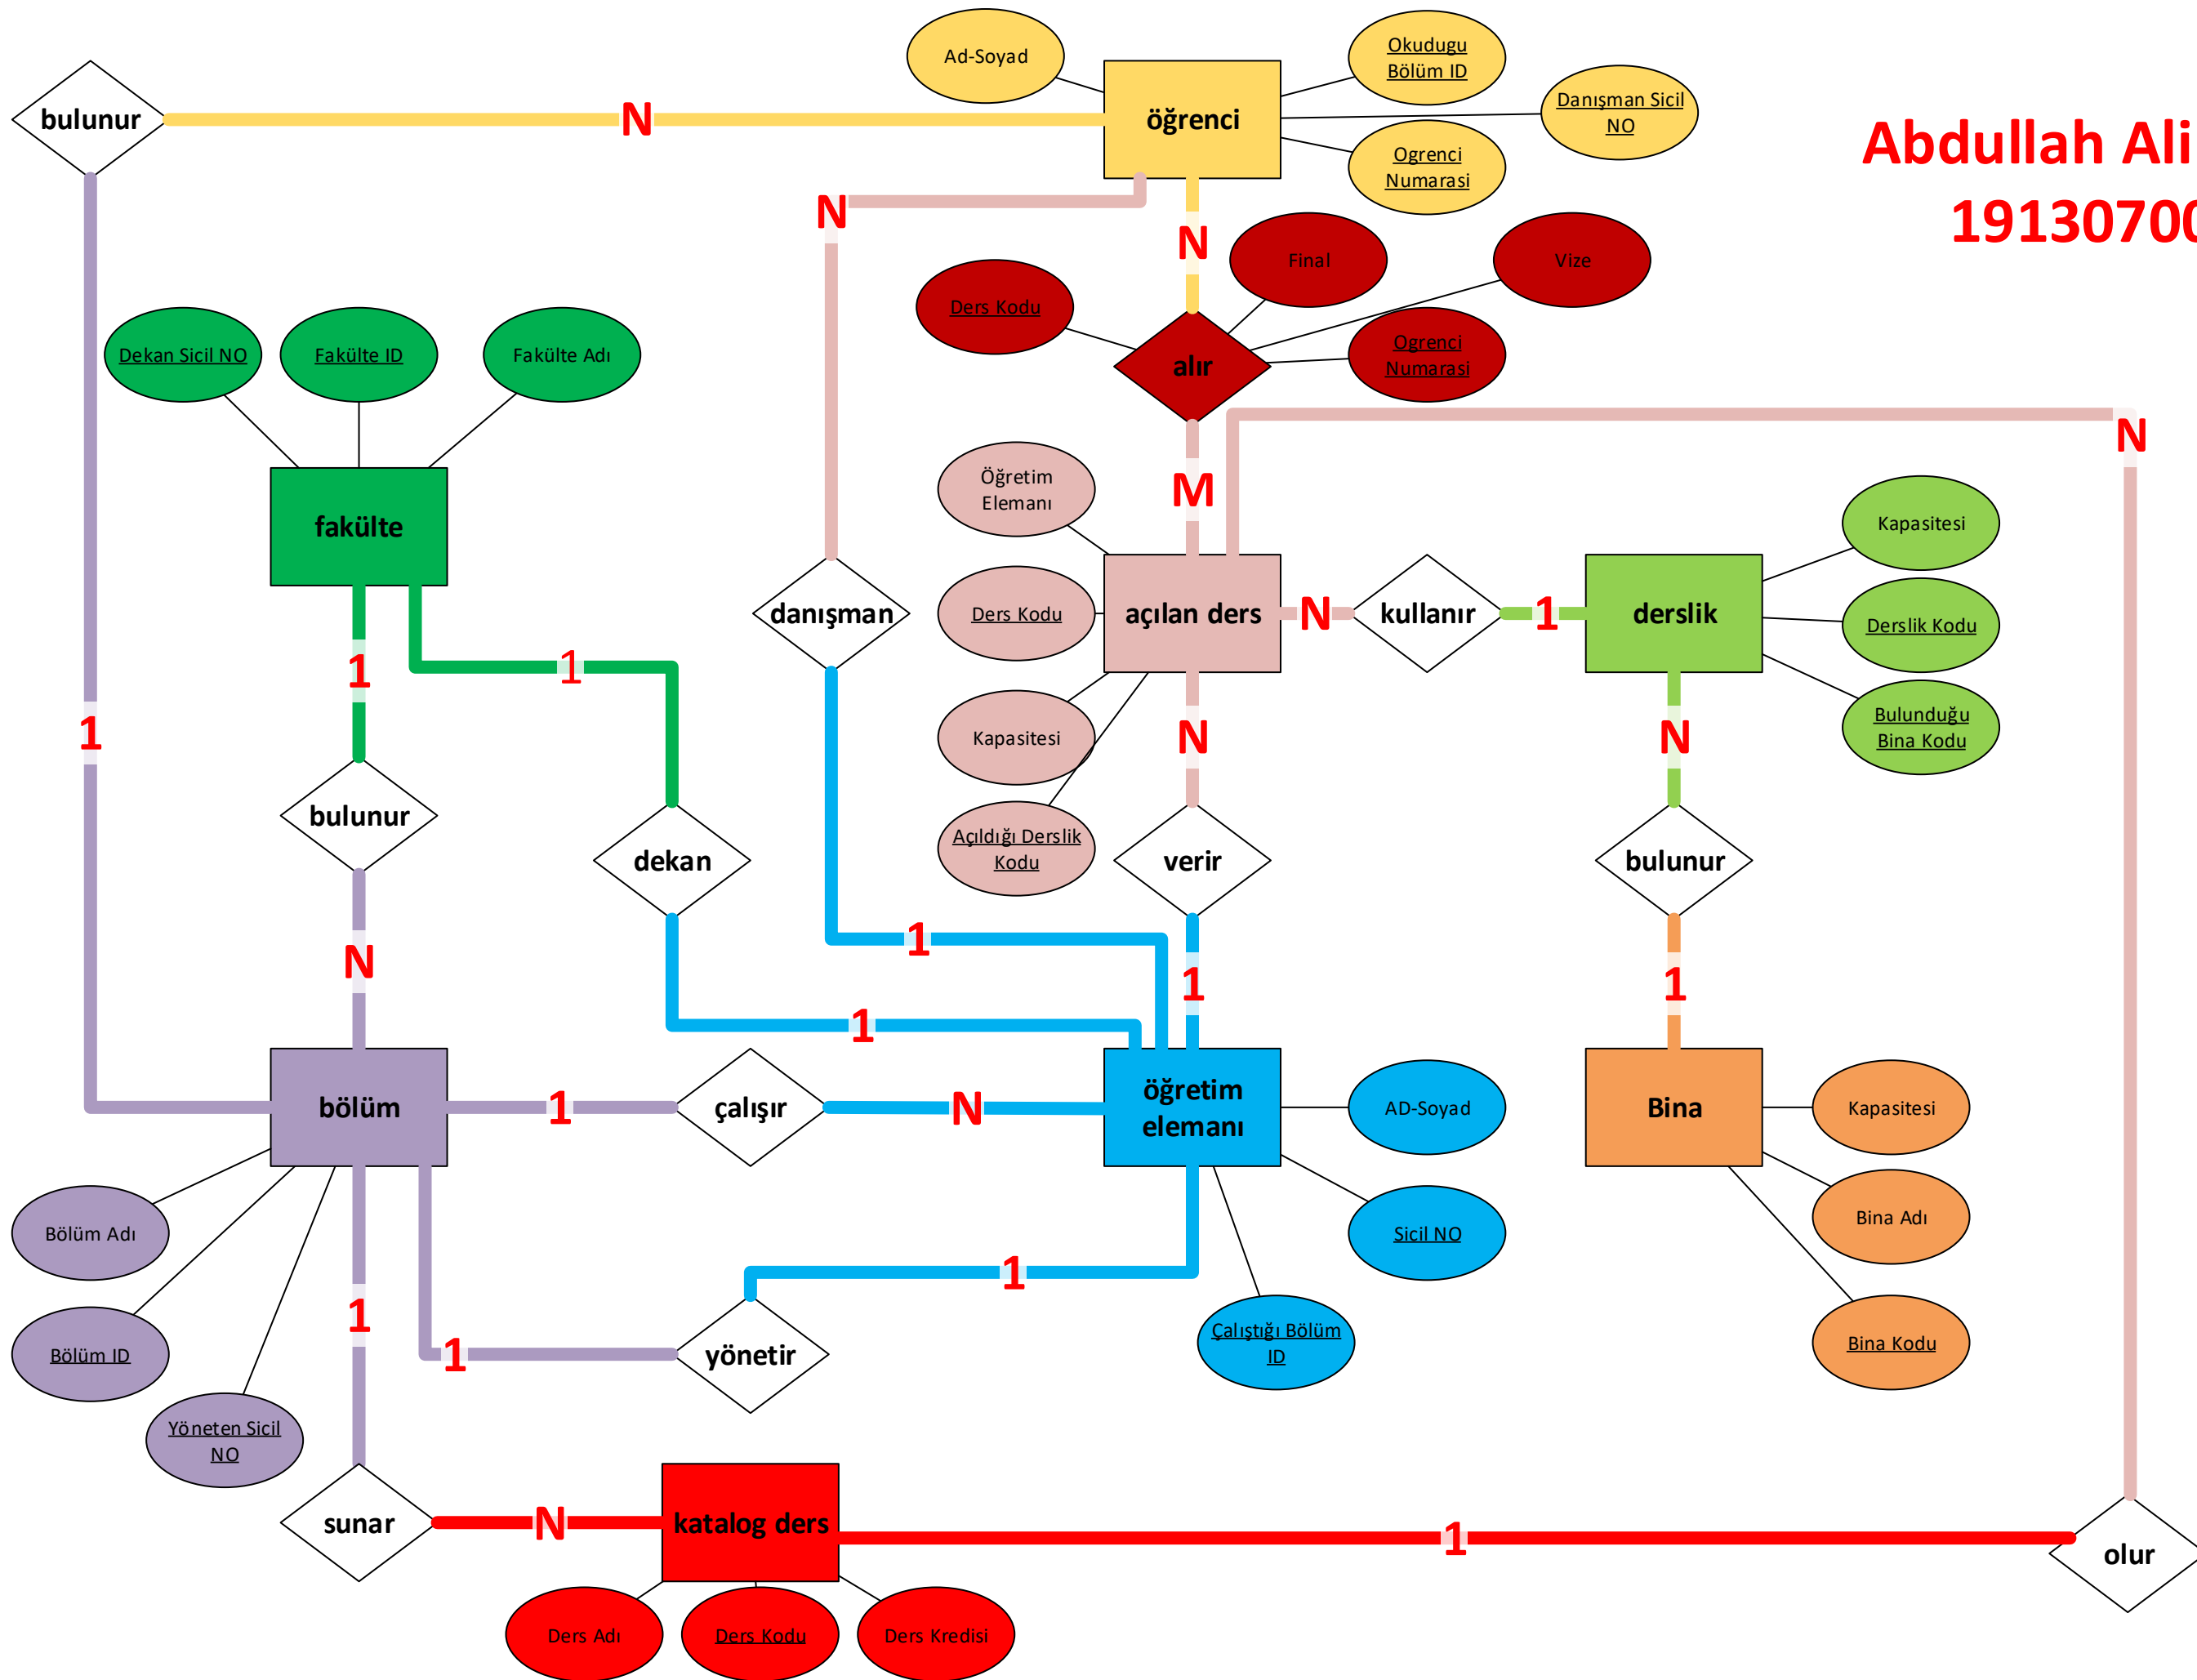 Ad-Soyad
Okudugu
Bölüm ID
Danışman Sicil
NO
bulunur
N
öğrenci
Ogrenci
Numarasi
Abdullah Ali
19130700
N
N
Final
Vize
Ders Kodu
Ogrenci
Numarasi
alır
Dekan Sicil NO
Fakülte ID
Fakülte Adı
N
M
Öğretim
Elemanı
Kapasitesi
fakülte
danışman
Ders Kodu
açılan ders
N
kullanır
1
derslik
Derslik Kodu
1
1
1
Kapasitesi
N
N
Bulunduğu
Bina Kodu
bulunur
dekan
Açıldığı Derslik
Kodu
verir
bulunur
N
1
1
1
1
bölüm
1
çalışır
N
öğretim
elemanı
AD-Soyad
Bina
Kapasitesi
Bölüm Adı
Sicil NO
Bina Adı
1
1
Bölüm ID
1
yönetir
Çalıştığı Bölüm
ID
Bina Kodu
Yöneten Sicil
NO
sunar
N
katalog ders
1
olur
Ders Adı
Ders Kodu
Ders Kredisi